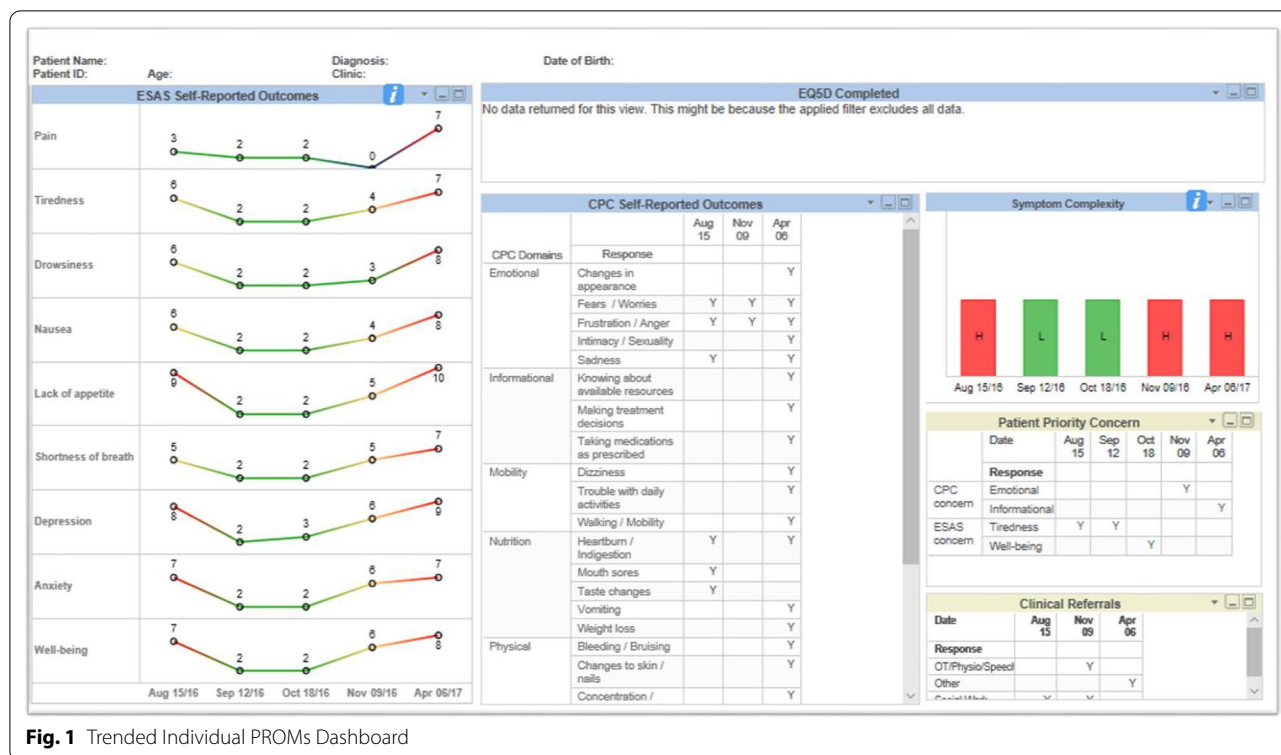 Patient Name:
Diagnosis:
Date of Birth:
Patient ID:
Age:
Clinic:
ESAS Self-Reported Outcomes
i
Pain
3 2 2 0 7
Tiredness
6 2 2 4 7
Drowsiness
6 2 2 3 8
Nausea
6 2 2 4 8
Lack of appetite
9 2 2 5 10
Shortness of breath
5 2 2 5 7
Depression
8 2 3 6 9
Anxiety
7 2 2 6 7
Well-being
7 2 2 6 8
Aug 15/16 Sep 12/16 Oct 18/16 Nov 09/16 Apr 06/17
EQ5D Completed
No data returned for this view. This might be because the applied filter excludes all data.
CPC Self-Reported Outcomes
Aug 15 Nov 09 Apr 06
CPC Domains Response
Emotional Changes in appearance Y
Fears / Worries Y Y Y
Frustration / Anger Y Y Y
Intimacy / Sexuality Y
Sadness Y Y
Informational Knowing about available resources Y
Making treatment decisions Y
Taking medications as prescribed Y
Mobility Dizziness Y
Trouble with daily activities Y
Walking / Mobility Y
Nutrition Heartburn / Indigestion Y Y
Mouth sores Y
Taste changes Y
Vomiting Y
Weight loss Y
Physical Bleeding / Bruising Y
Changes to skin / nails Y
Concentration / Y
Symptom Complexity
i
H L L H H
Aug 15/16 Sep 12/16 Oct 18/16 Nov 09/16 Apr 06/17
Patient Priority Concern
Date Aug 15 Sep 12 Oct 18 Nov 09 Apr 06
Response
CPC concern Emotional Y
Informational Y
ESAS concern Tiredness Y Y
Well-being Y
Clinical Referrals
Date Aug 15 Nov 09 Apr 06
Response
OT/Physio/Speech Y
Other Y
Social Work Y Y
Fig. 1 Trended Individual PROMs Dashboard